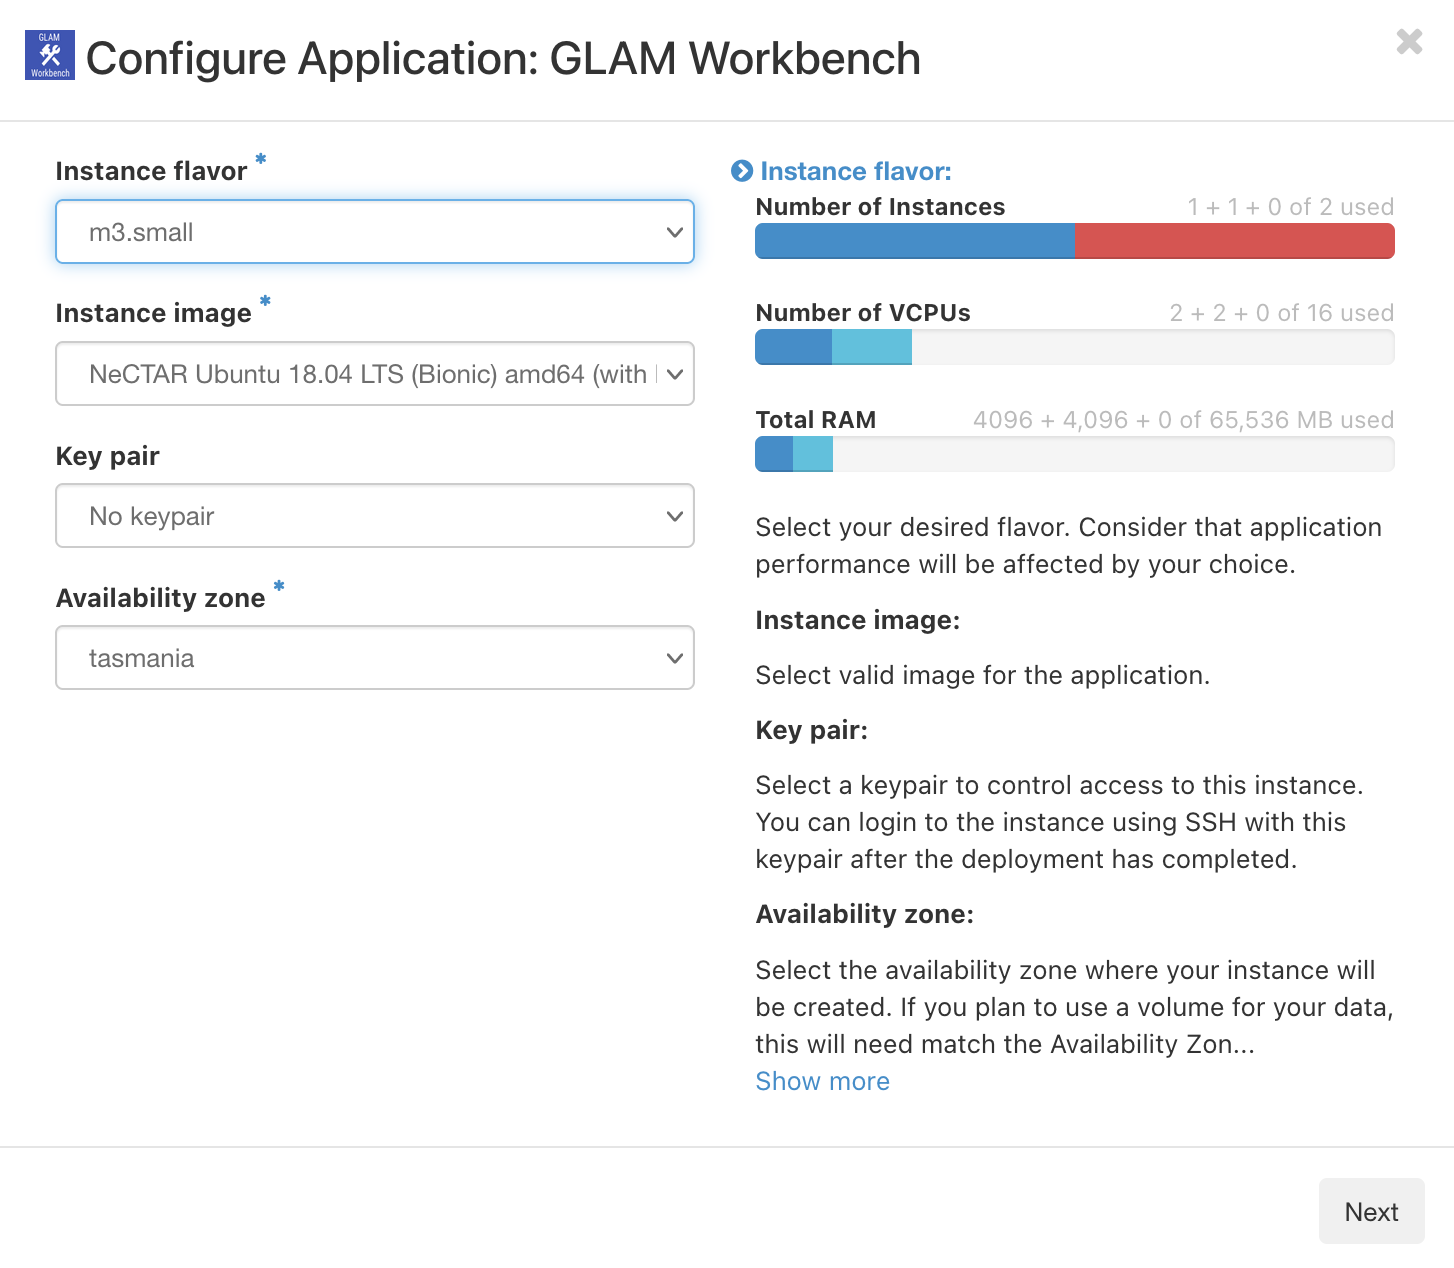 GLAM
Workbench
Configure Application: GLAM Workbench
Instance flavor *
m3.small
Instance image *
NeCTAR Ubuntu 18.04 LTS (Bionic) amd64 (with
Key pair
No keypair
Availability zone *
tasmania
Instance flavor:
Number of Instances 1 + 1 + 0 of 2 used
Number of VCPUs 2 + 2 + 0 of 16 used
Total RAM 4096 + 4,096 + 0 of 65,536 MB used
Select your desired flavor. Consider that application
performance will be affected by your choice.
Instance image:
Select valid image for the application.
Key pair:
Select a keypair to control access to this instance.
You can login to the instance using SSH with this
keypair after the deployment has completed.
Availability zone:
Select the availability zone where your instance will
be created. If you plan to use a volume for your data,
this will need match the Availability Zon...
Show more
Next